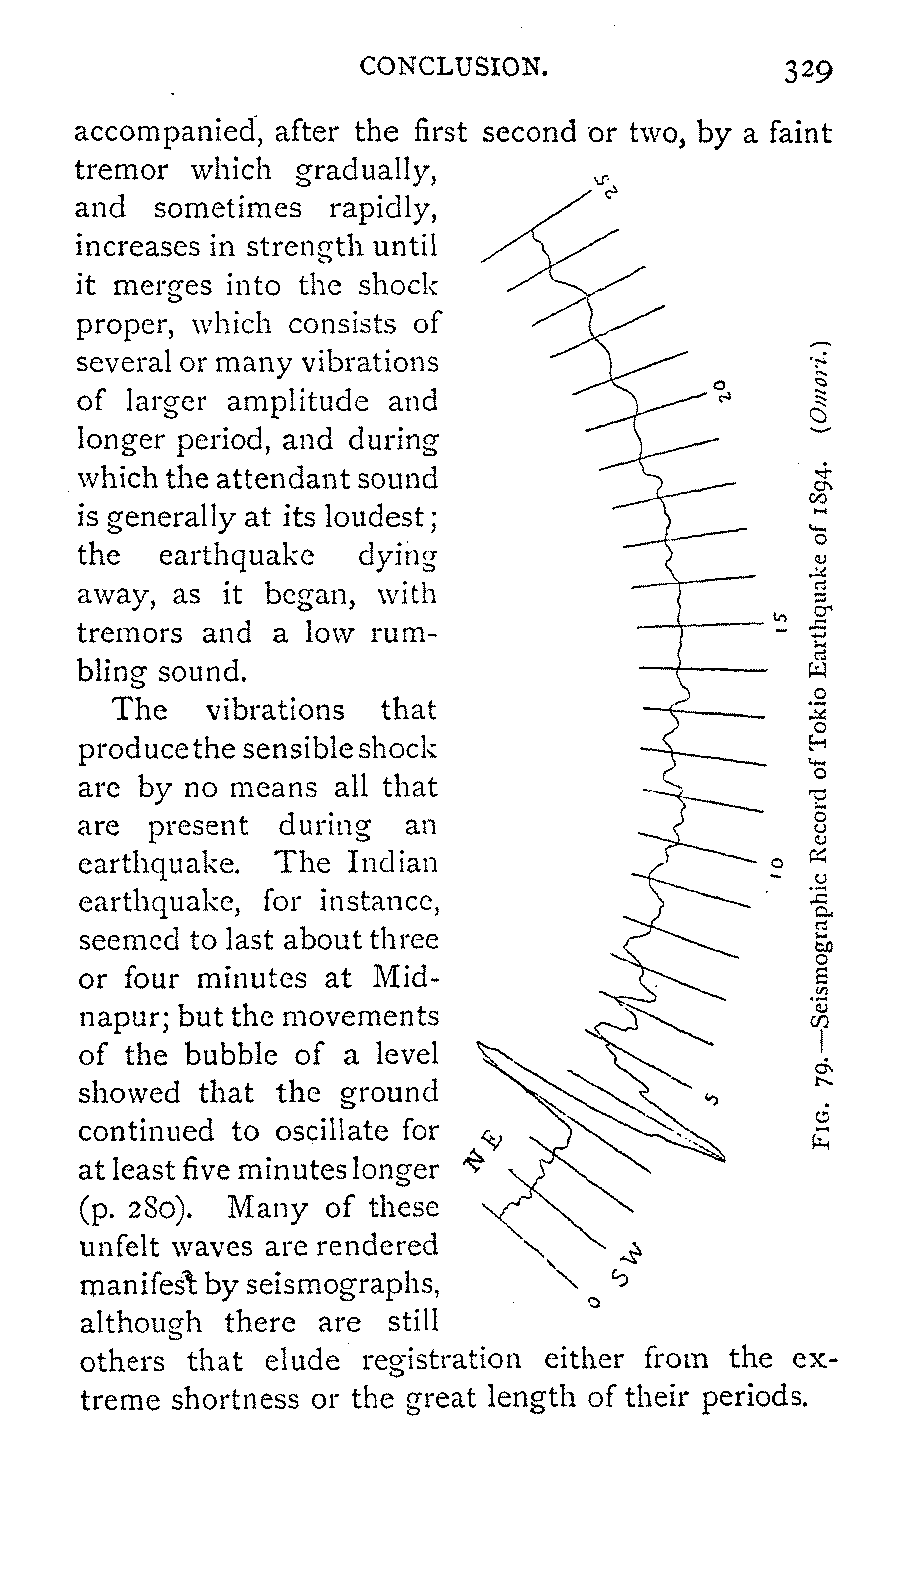 CONCLUSION. 329
accompanied, after the first second or two, by a faint
tremor which gradually,
and sometimes rapidly,
increases in strength until
it merges into the shock
proper, which consists of
several or many vibrations
of larger amplitude and
longer period, and during
which the attendant sound
is generally at its loudest;
the earthquake dying
away, as it began, with
tremors and a low rum-
bling sound.
The vibrations that
produce the sensible shock
are by no means all that
are present during an
earthquake. The Indian
earthquake, for instance,
seemed to last about three
or four minutes at Mid-
napur; but the movements
of the bubble of a level
showed that the ground
continued to oscillate for
at least five minutes longer
(p. 280). Many of these
unfelt waves are rendered
manifest by seismographs,
although there are still
others that elude registration either from the ex-
treme shortness or the great length of their periods.
25
20
15
10
5
0
NE
SW
FIG. 79.—Seismographic Record of Tokio Earthquake of 1894. (Omori.)